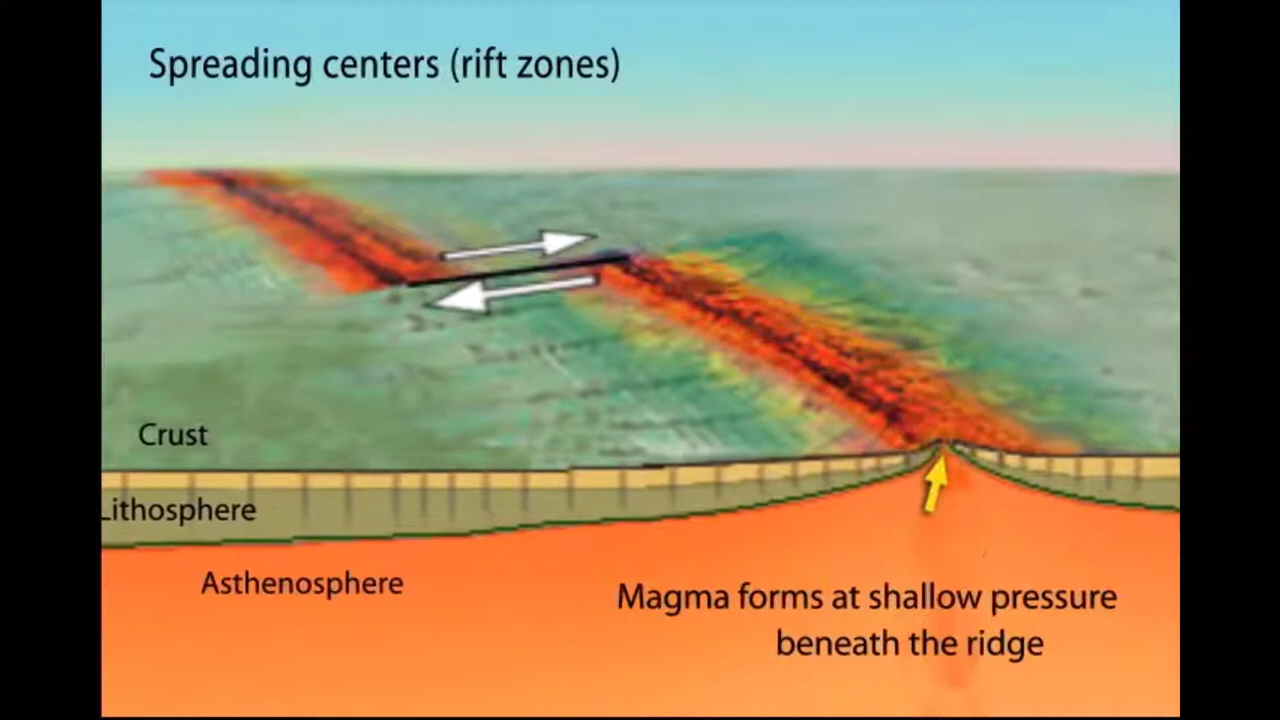 Spreading centers (rift zones)
Crust
Lithosphere
Asthenosphere
Magma forms at shallow pressure
beneath the ridge